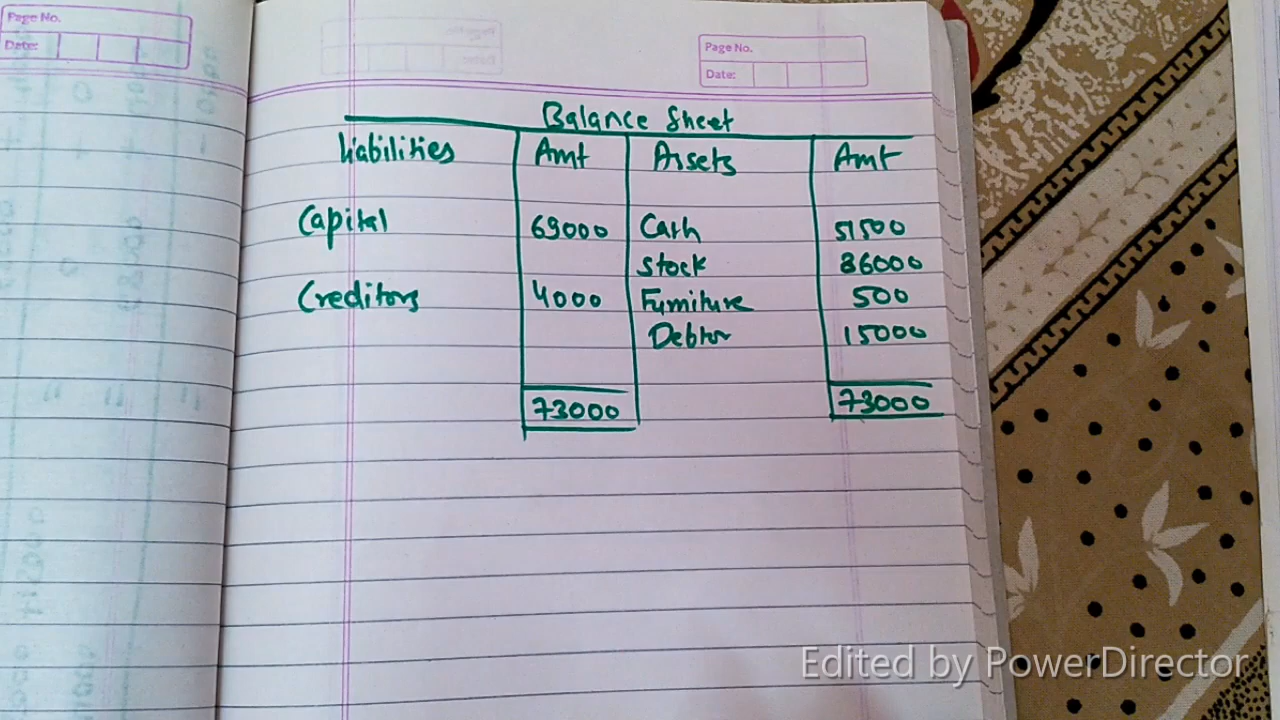 Page No.
Date:
Page No.
Date:
Balance Sheet
Liabilities Amt Assets Amt
Capital 69000 Cash 51500
Stock 86000
Creditors 4000 Furniture 500
Debtor 15000
73000 73000
Edited by PowerDirector